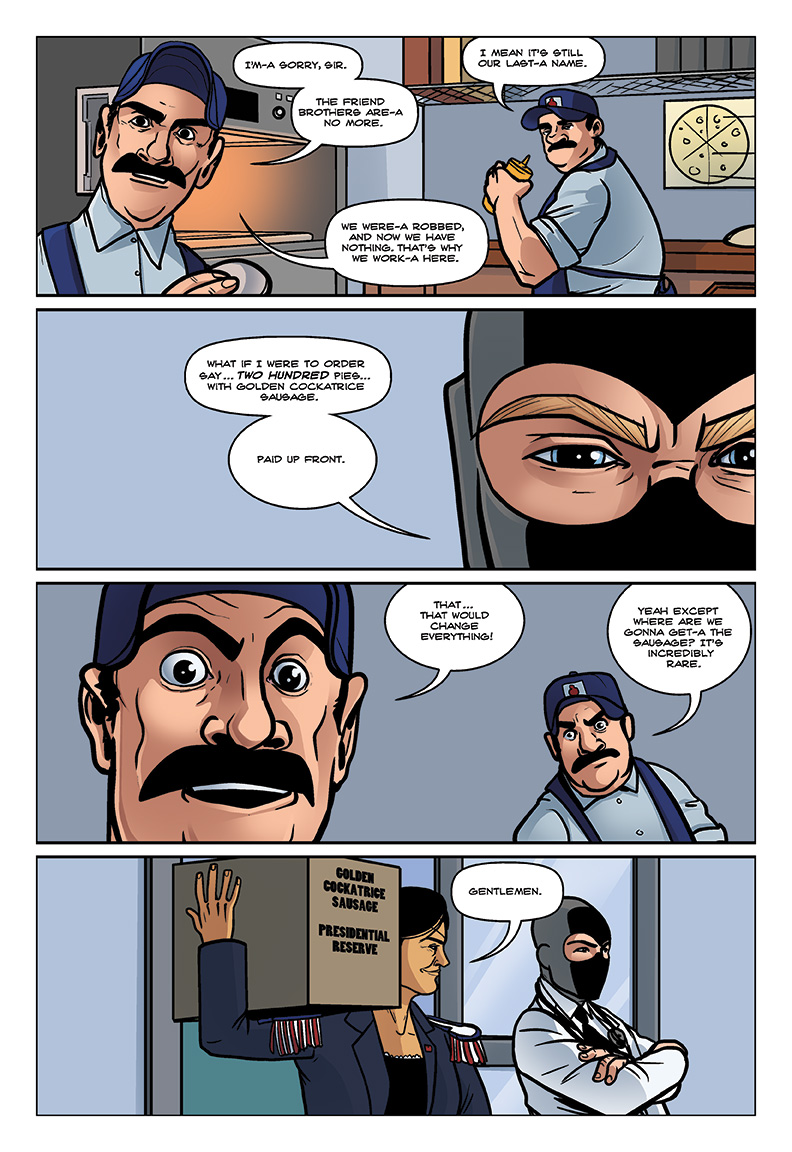 I'M-A SORRY, SIR.
THE FRIEND
BROTHERS ARE-A
NO MORE.
I MEAN IT'S STILL
OUR LAST-A NAME.
WE WERE-A ROBBED,
AND NOW WE HAVE
NOTHING. THAT'S WHY
WE WORK-A HERE.
WHAT IF I WERE TO ORDER
SAY... TWO HUNDRED PIES...
WITH GOLDEN COCKATRICE
SAUSAGE.
PAID UP FRONT.
THAT...
THAT WOULD
CHANGE
EVERYTHING!
YEAH EXCEPT
WHERE ARE WE
GONNA GET-A THE
SAUSAGE? IT'S
INCREDIBLY
RARE.
GOLDEN
COCKATRICE
SAUSAGE
PRESIDENTIAL
RESERVE
GENTLEMEN.